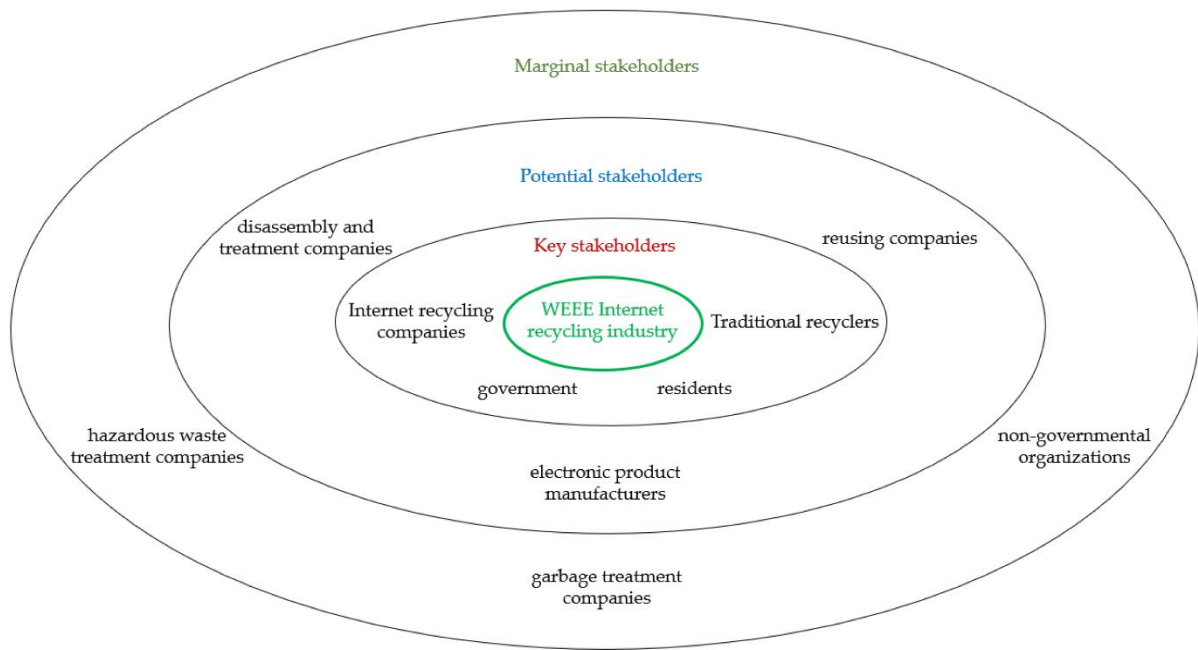 Marginal stakeholders
Potential stakeholders
disassembly and
treatment companies
reusing companies
Key stakeholders
Internet recycling
companies
WEEE Internet
recycling industry
Traditional recyclers
government
residents
hazardous waste
treatment companies
non-governmental
organizations
electronic product
manufacturers
garbage treatment
companies